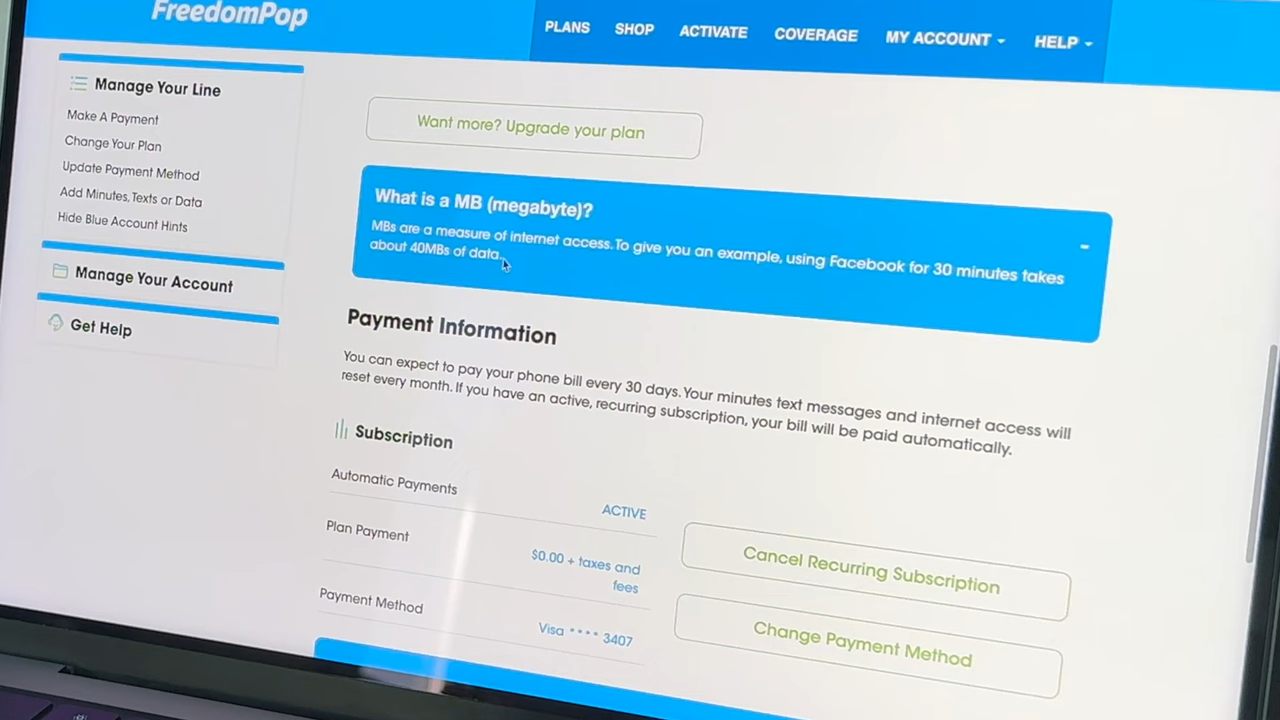 FreedomPop
PLANS
SHOP
ACTIVATE
COVERAGE
MY ACCOUNT
HELP
Manage Your Line
Make A Payment
Change Your Plan
Update Payment Method
Add Minutes, Texts or Data
Hide Blue Account Hints
Manage Your Account
Get Help
Want more? Upgrade your plan
What is a MB (megabyte)?
MBs are a measure of internet access. To give you an example, using Facebook for 30 minutes takes
about 40MBs of data.
Payment Information
You can expect to pay your phone bill every 30 days. Your minutes text messages and internet access will
reset every month. If you have an active, recurring subscription, your bill will be paid automatically.
Subscription
Automatic Payments
ACTIVE
Plan Payment
$0.00 + taxes and
fees
Payment Method
Visa **** 3407
Cancel Recurring Subscription
Change Payment Method